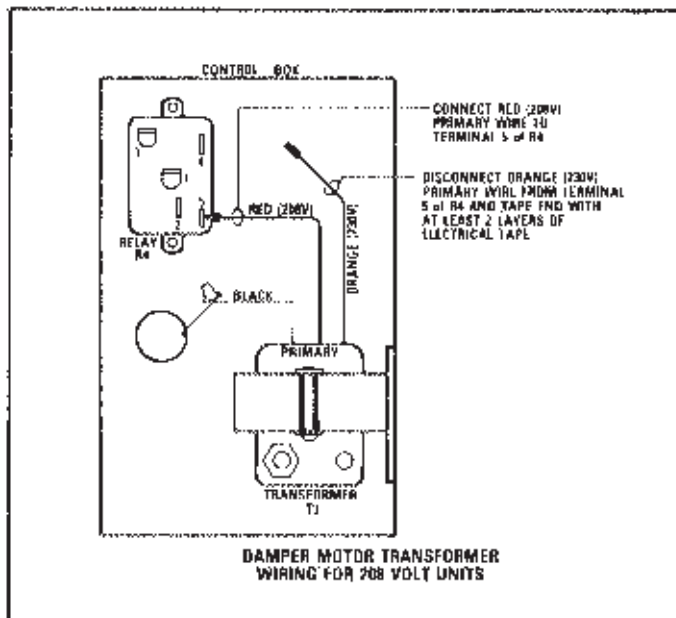 CONTROL BOX
CONNECT RED (208V)
PRIMARY WIRE TO
TERMINAL 5 of R4
DISCONNECT ORANGE (230V)
PRIMARY WIRE FROM TERMINAL
5 of R4 AND TAPE END WITH
AT LEAST 2 LAYERS OF
ELECTRICAL TAPE
4
2
RED (208V)
RELAY
R4
ORANGE (230V)
BLACK
PRIMARY
TRANSFORMER
T1
DAMPER MOTOR TRANSFORMER
WIRING FOR 208 VOLT UNITS